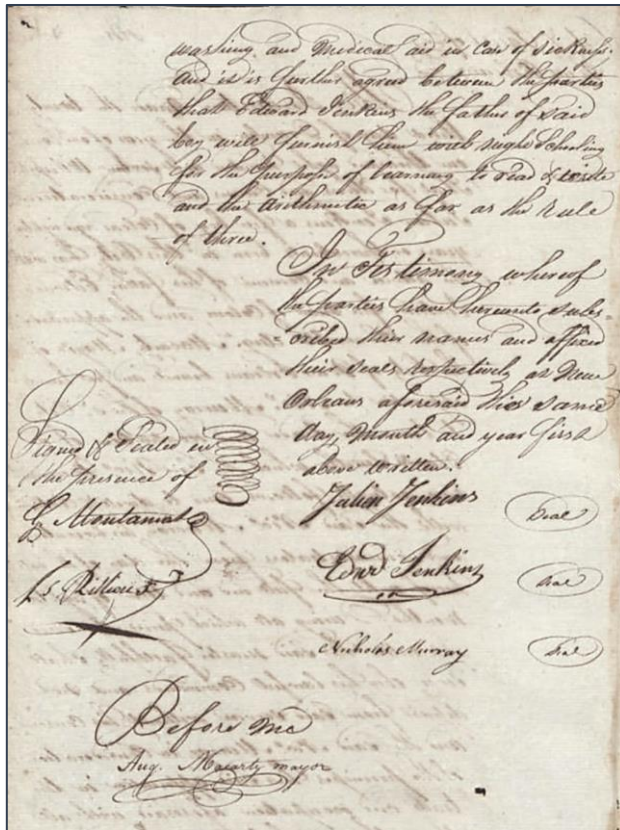 washing and medical aid in case of sickness.
And it is further agreed between the parties
that Edward Jenkins the father of said
boy will furnish him with night Schooling
for the purpose of learning to read & write
and the arithmetic as far as the rule
of three.
In Testimony whereof
the parties have hereunto subs-
cribed their names and affixed
their seals respectively at New
Orleans aforesaid this same
day, month and year first
above written.
Signed & Sealed in
the presence of
Montamat
Julien Jenkins Seal
Edwd Jenkins Seal
Nicholas Murray Seal
Before me
Aug. Macarty mayor